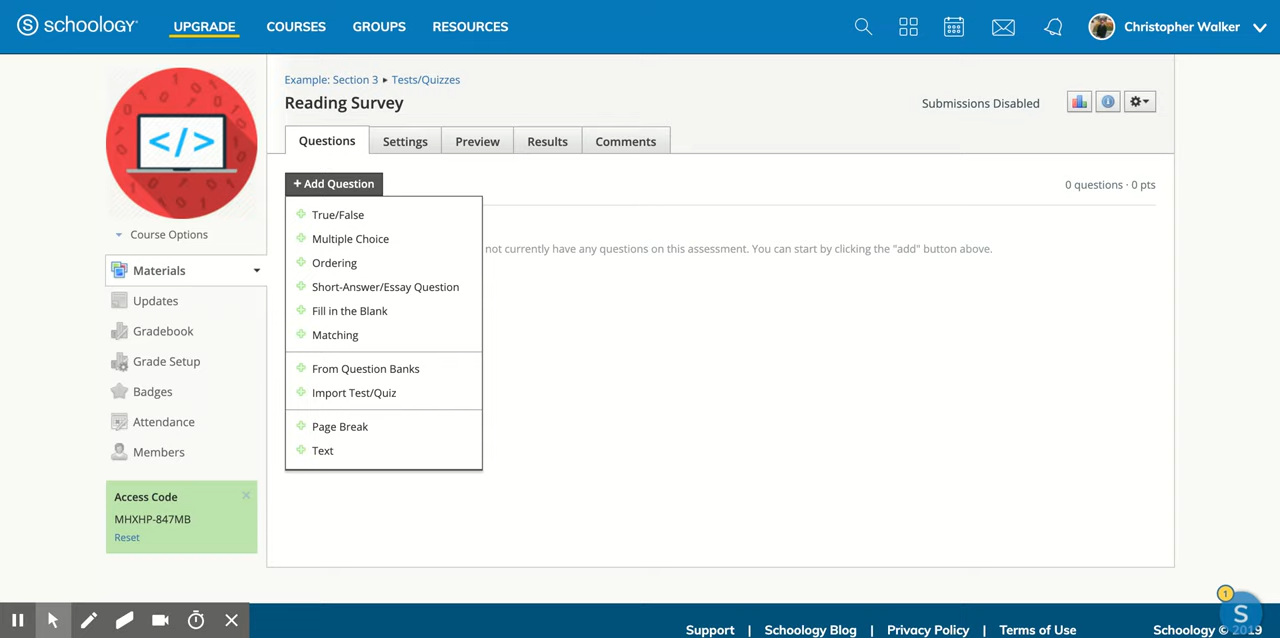 schoology UPGRADE COURSES GROUPS RESOURCES Christopher Walker
Example: Section 3 ▸ Tests/Quizzes
Reading Survey
Submissions Disabled
Questions Settings Preview Results Comments
+ Add Question
0 questions · 0 pts
True/False
Multiple Choice
not currently have any questions on this assessment. You can start by clicking the "add" button above.
Ordering
Short-Answer/Essay Question
Fill in the Blank
Matching
From Question Banks
Import Test/Quiz
Page Break
Text
</>
Course Options
Materials
Updates
Gradebook
Grade Setup
Badges
Attendance
Members
Access Code
MHXHP-847MB
Reset
1
S
Support | Schoology Blog | Privacy Policy | Terms of Use Schoology © 2019